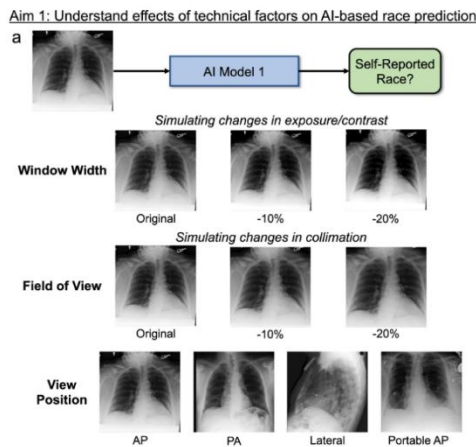 Aim 1: Understand effects of technical factors on AI-based race prediction
a
AI Model 1
Self-Reported
Race?
Simulating changes in exposure/contrast
Window Width
Original -10% -20%
Simulating changes in collimation
Field of View
Original -10% -20%
View
Position
AP PA Lateral Portable AP